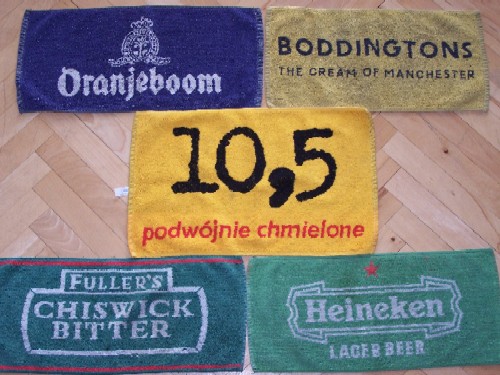 Oranjeboom
BODDINGTONS
THE CREAM OF MANCHESTER
10,5
podwójnie chmielone
FULLER'S
CHISWICK
BITTER
Heineken
LAGER BEER